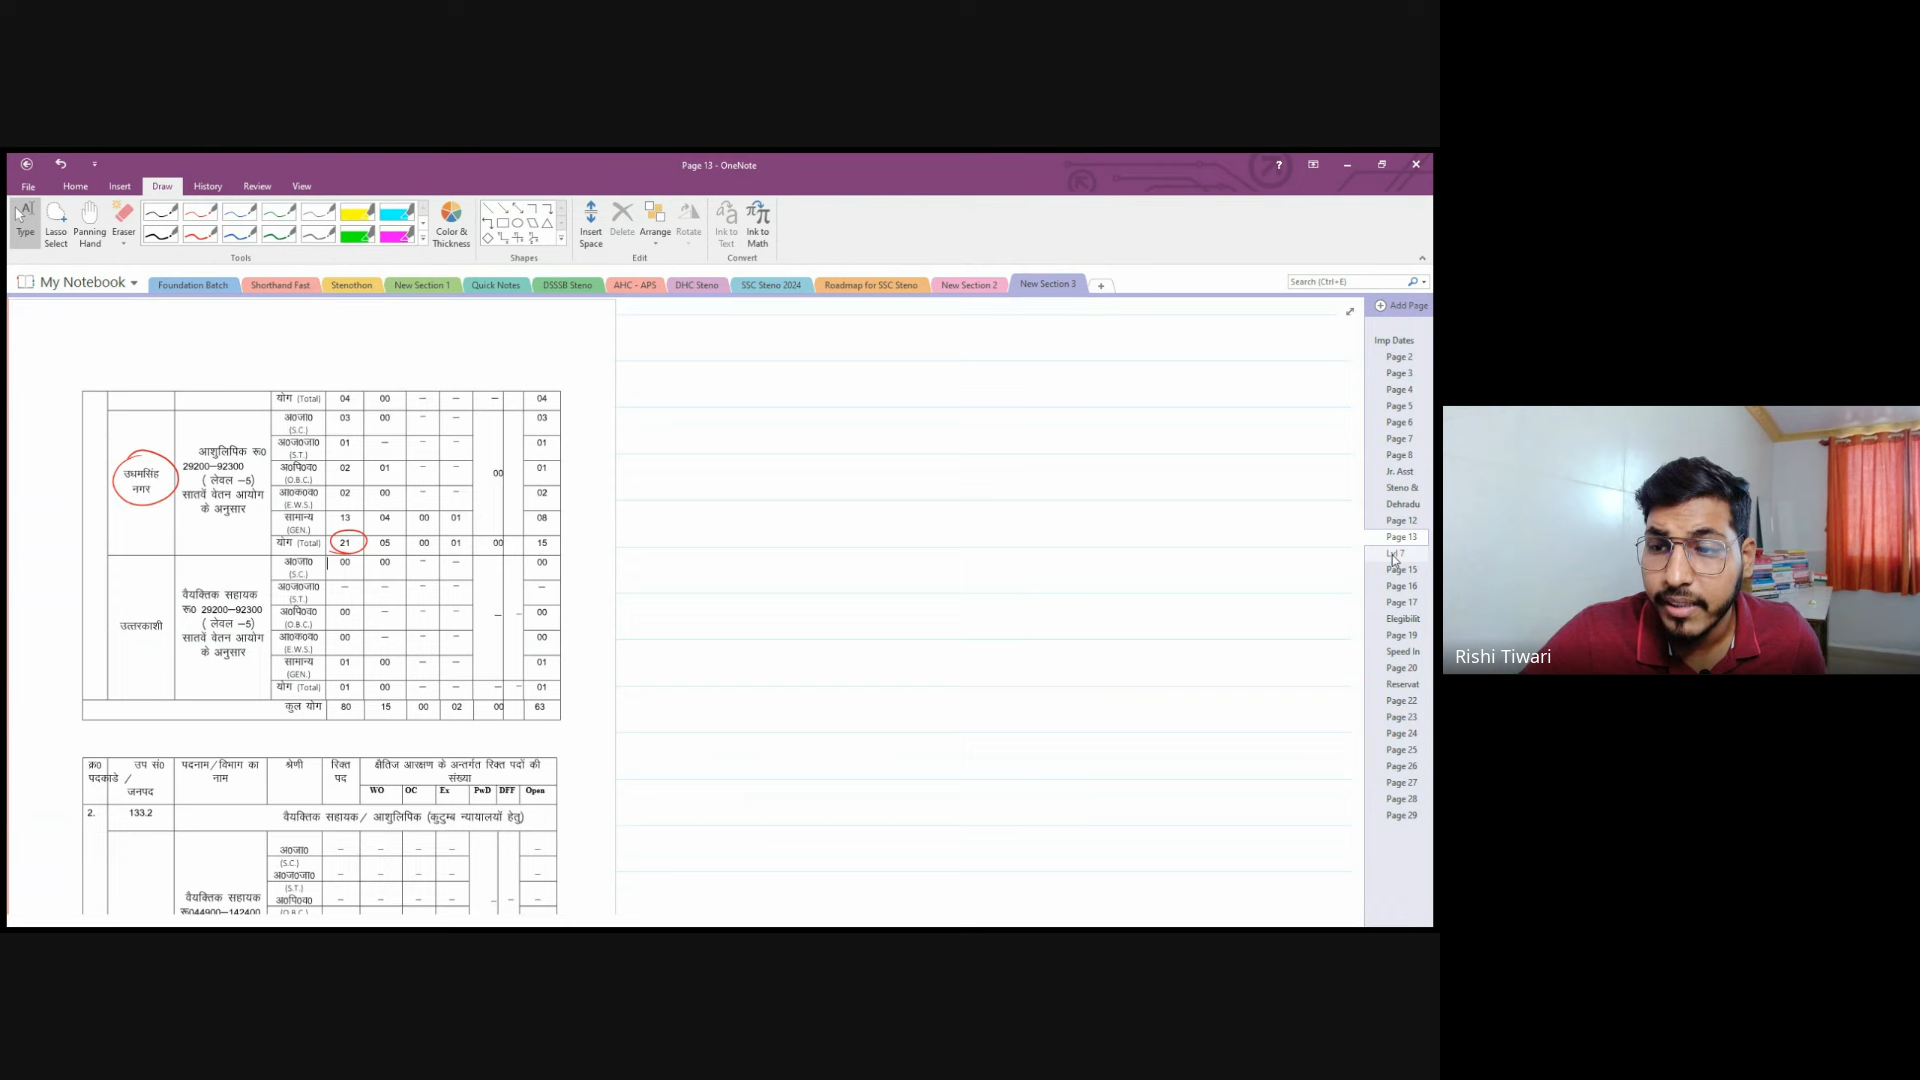 Page 13 - OneNote
File Home Insert Draw History Review View
Type
Lasso Select
Panning Hand
Eraser
Color & Thickness
Insert Space
Delete
Arrange
Rotate
Ink to Text
Ink to Math
Tools
Shapes
Edit
Convert
My Notebook
Foundation Batch
Shorthand Fast
Stenothon
New Section 1
Quick Notes
DSSSB Steno
AHC - APS
DHC Steno
SSC Steno 2024
Roadmap for SSC Steno
New Section 2
New Section 3
Search (Ctrl+E)
योग (Total) 04 00 – – – 04
उधमसिंह नगर
आशुलिपिक रू0
29200–92300
( लेवल –5)
सातवें वेतन आयोग
के अनुसार
अ0जा0 (S.C.) 03 00 – – 03
अ0ज0जा0 (S.T.) 01 – – – 01
अ0पि0व0 (O.B.C.) 02 01 – – 00 01
आ0क0व0 (E.W.S.) 02 00 – – 02
सामान्य (GEN.) 13 04 00 01 08
योग (Total) 21 05 00 01 00 15
उत्तरकाशी
वैयक्तिक सहायक
रू0 29200–92300
( लेवल –5)
सातवें वेतन आयोग
के अनुसार
अ0जा0 (S.C.) 00 00 – – 00
अ0ज0जा0 (S.T.) – – – – –
अ0पि0व0 (O.B.C.) 00 – – – – – 00
आ0क0व0 (E.W.S.) 00 – – – 00
सामान्य (GEN.) 01 00 – – 01
योग (Total) 01 00 – – – – 01
कुल योग 80 15 00 02 00 63
क्र0 उप सं0 पदनाम/विभाग का श्रेणी रिक्त क्षैतिज आरक्षण के अन्तर्गत रिक्त पदों की
पदकाडे / नाम पद संख्या
जनपद WO OC Ex PwD DFF Open
2. 133.2 वैयक्तिक सहायक/ आशुलिपिक (कुटुम्ब न्यायालयों हेतु)
अ0जा0 – – – – –
(S.C.)
अ0ज0जा0 – – – – –
(S.T.)
वैयक्तिक सहायक अ0पि0व0 – – – – – – –
रू044900–142400 (O.B.C.)
Add Page
Imp Dates
Page 2
Page 3
Page 4
Page 5
Page 6
Page 7
Page 8
Jr. Asst
Steno &
Dehradu
Page 12
Page 13
Lvl 7
Page 15
Page 16
Page 17
Elegibilit
Page 19
Speed In
Page 20
Reservat
Page 22
Page 23
Page 24
Page 25
Page 26
Page 27
Page 28
Page 29
Rishi Tiwari